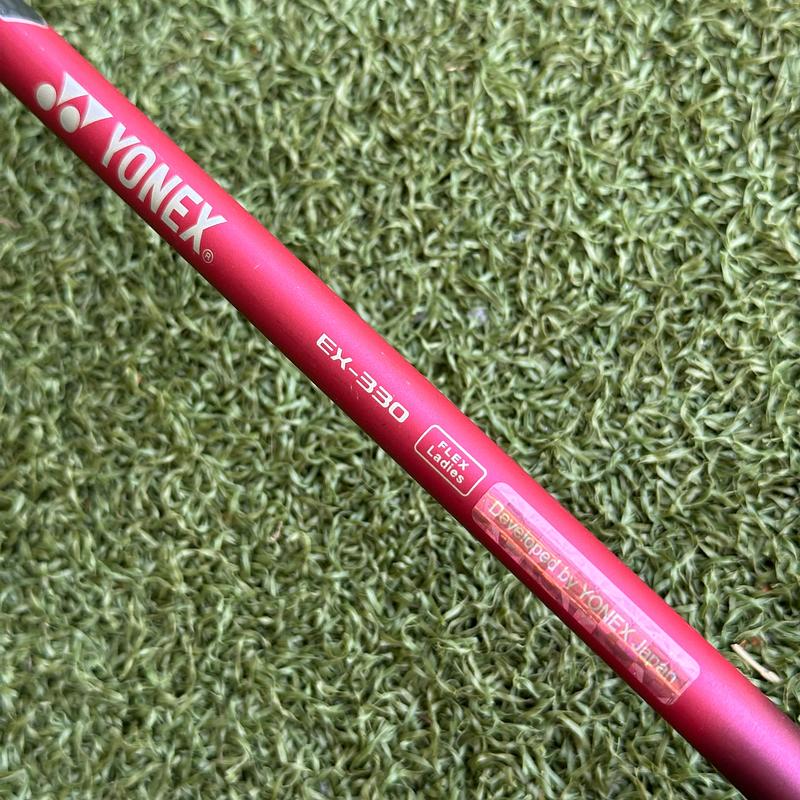 YONEX®
EX-330
FLEX
Ladies
Developed by YONEX Japan